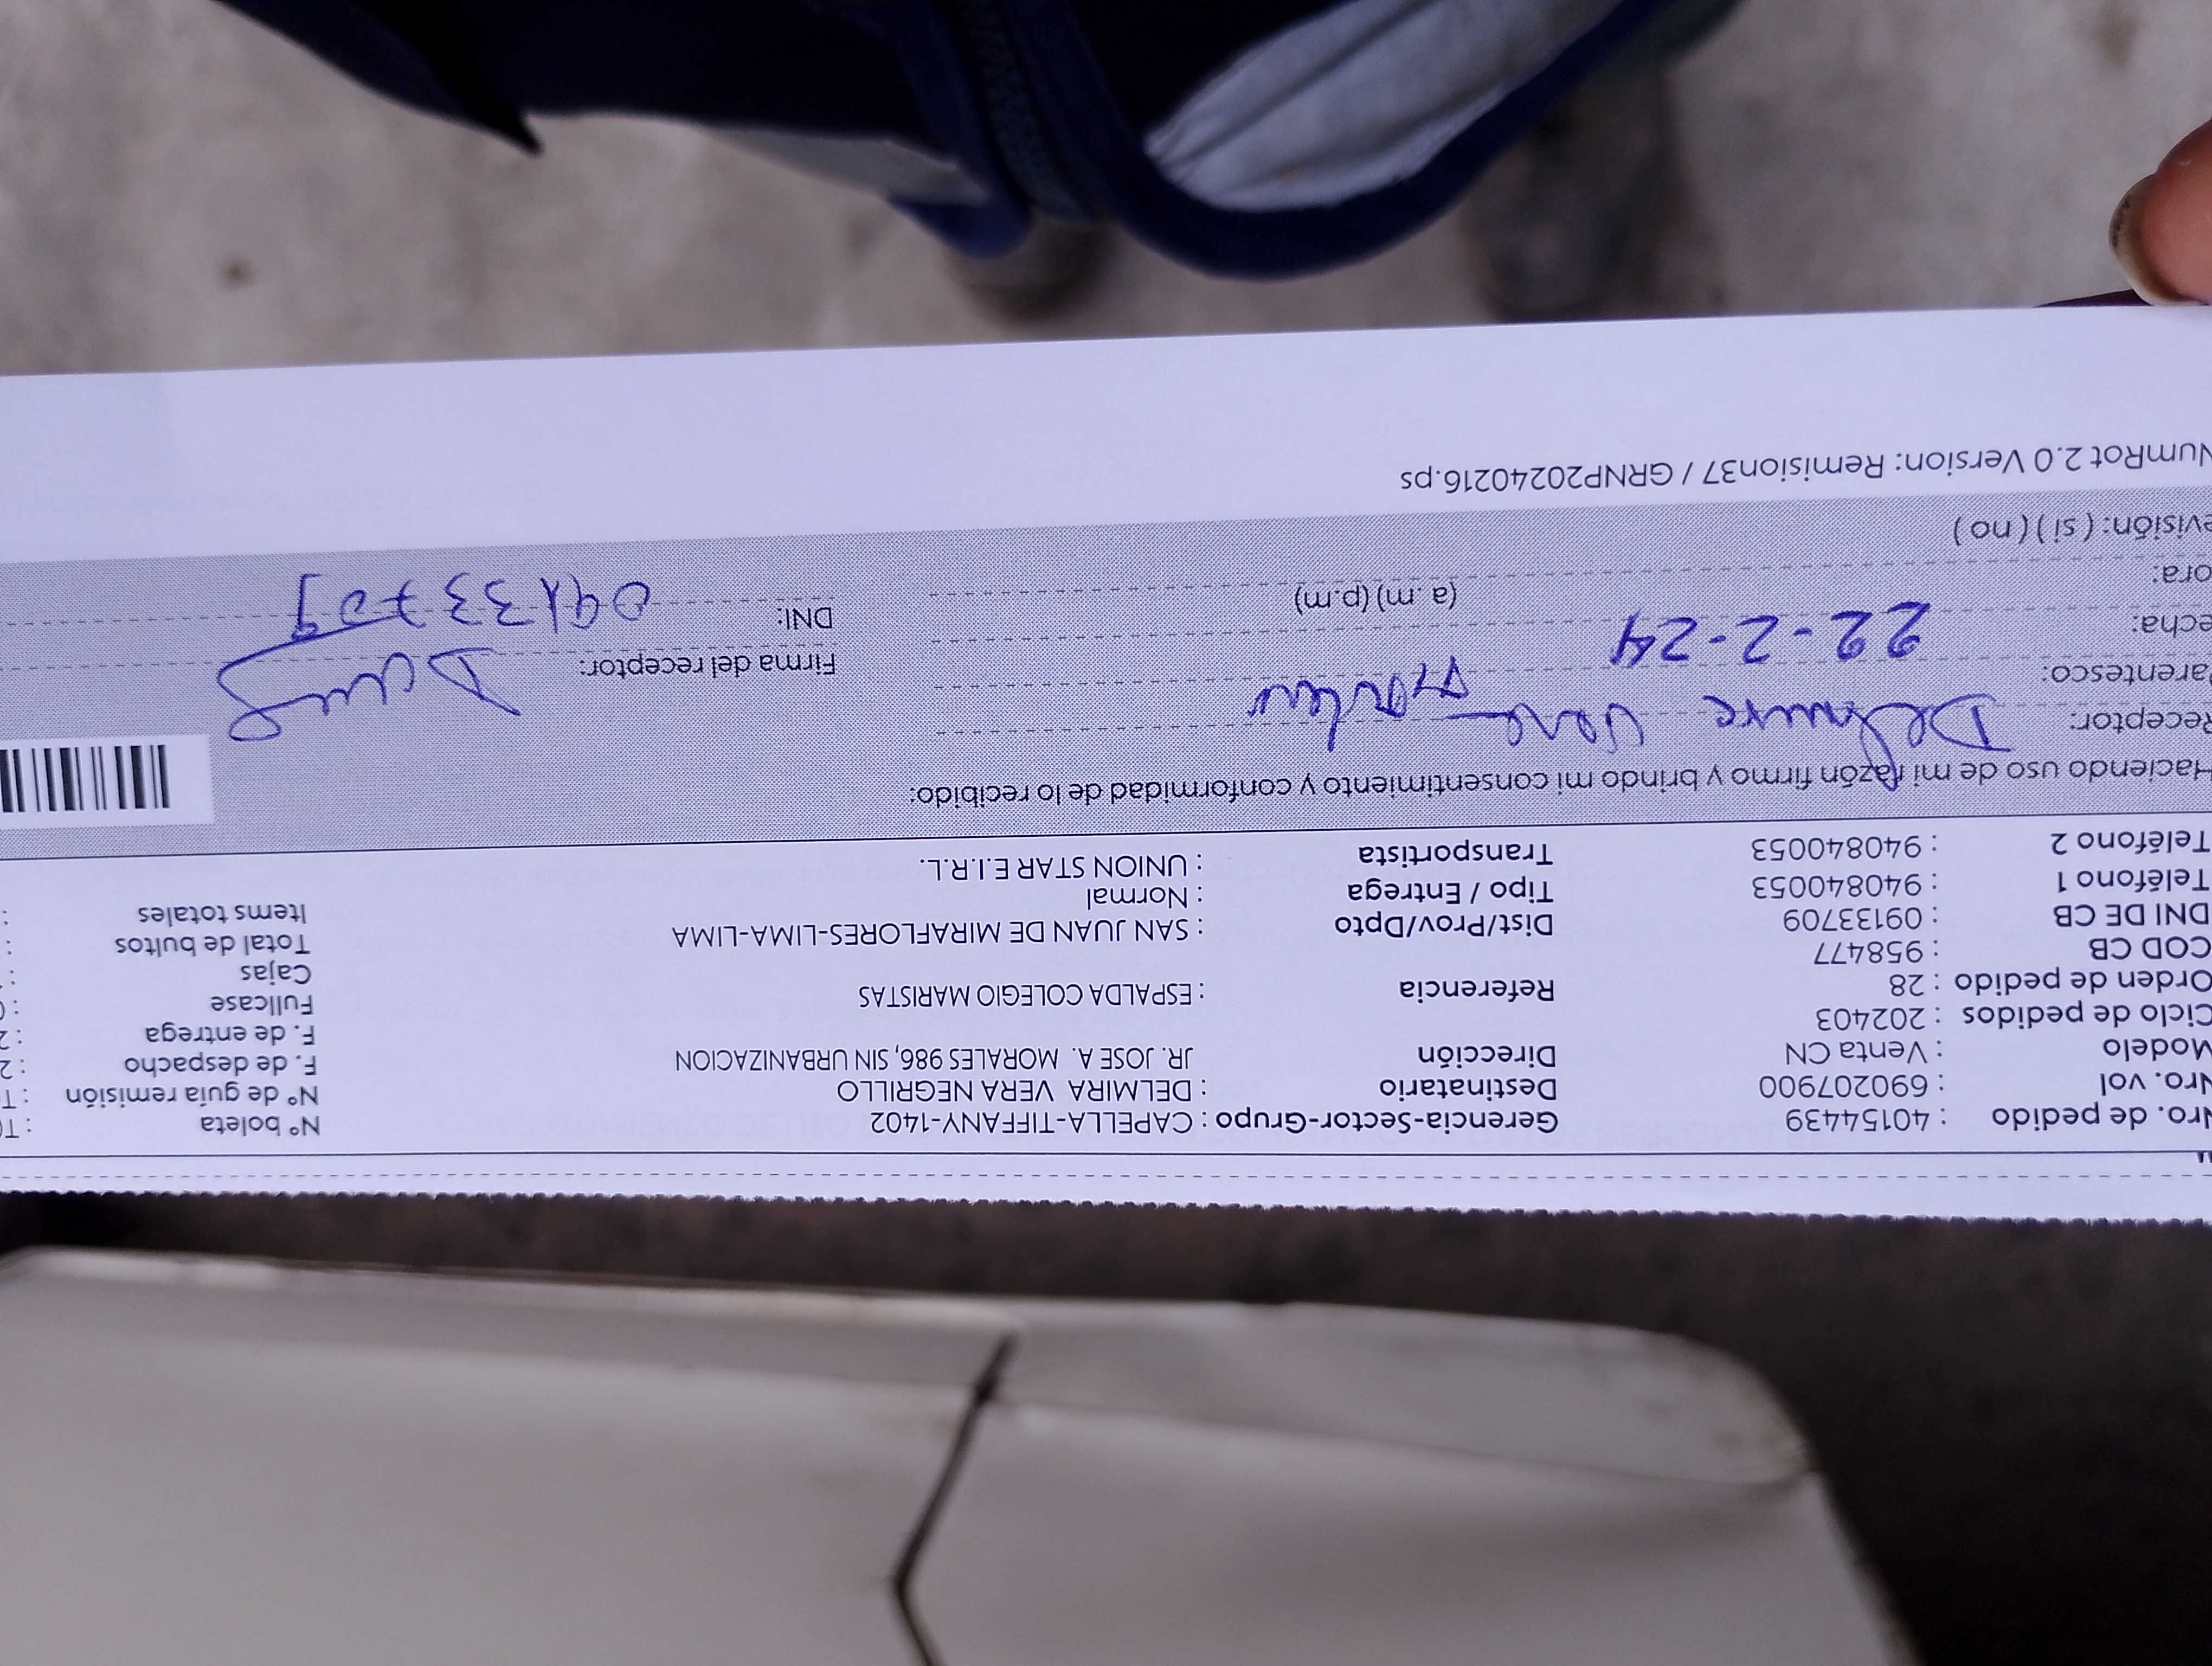 Nro. de pedido : 40154439 Gerencia-Sector-Grupo : CAPELLA-TIFFANY-1402 N° boleta : T
Nro. vol : 690207900 Destinatario : DELMIRA VERA NEGRILLO N° de guía remisión : T
Modelo : Venta CN Dirección JR. JOSE A. MORALES 986, SIN URBANIZACION F. de despacho : 2
Ciclo de pedidos : 202403 F. de entrega : 2
Orden de pedido : 28 Referencia : ESPALDA COLEGIO MARISTAS Fullcase :
COD CB : 958477 Cajas :
DNI DE CB : 09133709 Dist/Prov/Dpto : SAN JUAN DE MIRAFLORES-LIMA-LIMA Total de bultos :
Teléfono 1 : 940840053 Tipo / Entrega : Normal Items totales :
Teléfono 2 : 940840053 Transportista : UNION STAR E.I.R.L.
Haciendo uso de mi razón firmo y brindo mi consentimiento y conformidad de lo recibido:
Receptor: Vera
Parentesco: Firma del receptor:
echa: 22-2-24 DNI: 09133709
ora: (a.m) (p.m)
evisión: ( si ) ( no )
NumRot 2.0 Version: Remision37 / GRNP20240216.ps